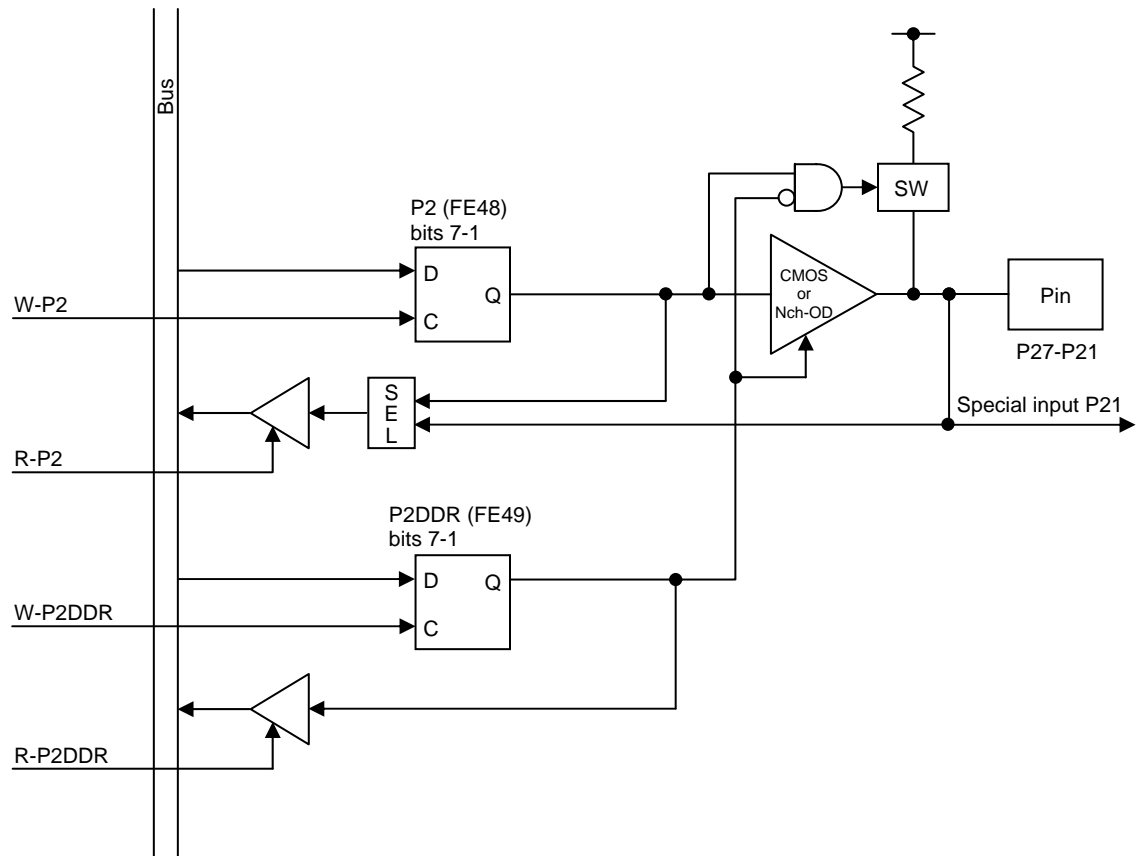 Bus
P2 (FE48)
bits 7-1
SW
D
Q
C
CMOS
or
Nch-OD
Pin
P27-P21
W-P2
S
E
L
Special input P21
R-P2
P2DDR (FE49)
bits 7-1
D
Q
C
W-P2DDR
R-P2DDR